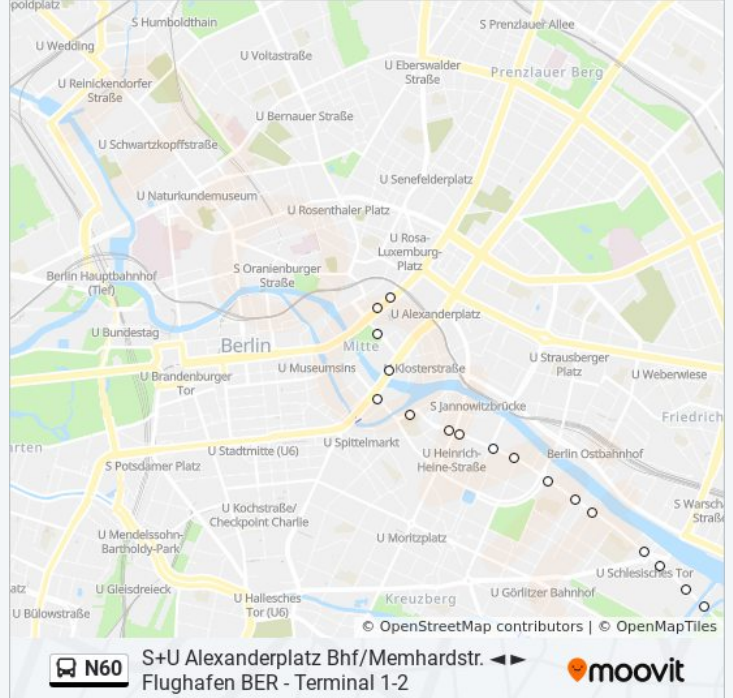 poldplatz
S Humboldthain
S Prenzlauer Allee
U Wedding
U Voltastraße
U Eberswalder
Straße
Prenzlauer Berg
U Reinickendorfer
Straße
U Bernauer Straße
U Schwartzkopffstraße
U Senefelderplatz
U Naturkundemuseum
U Rosenthaler Platz
U Rosa-
Luxemburg-
Platz
S Oranienburger
Straße
Berlin Hauptbahnhof
(Tief)
U Alexanderplatz
U Bundestag
Berlin
Mitte
U Strausberger
Platz
U Museumsins
U Klosterstraße
U Weberwiese
U Brandenburger
Tor
S Jannowitzbrücke
Friedrich
rten
U Spittelmarkt
U Stadtmitte (U6)
U Heinrich-
Heine-Straße
Berlin Ostbahnhof
S Potsdamer Platz
S Warsch
Straße
U Kochstraße/
Checkpoint Charlie
U Mendelssohn-
Bartholdy-Park
U Moritzplatz
U Schlesisches Tor
atz
U Gleisdreieck
U Görlitzer Bahnhof
U Hallesches
Tor (U6)
Kreuzberg
U Bülowstraße
© OpenStreetMap contributors | © OpenMapTiles
N60
S+U Alexanderplatz Bhf/Memhardstr. ◄►
Flughafen BER - Terminal 1-2
moovit